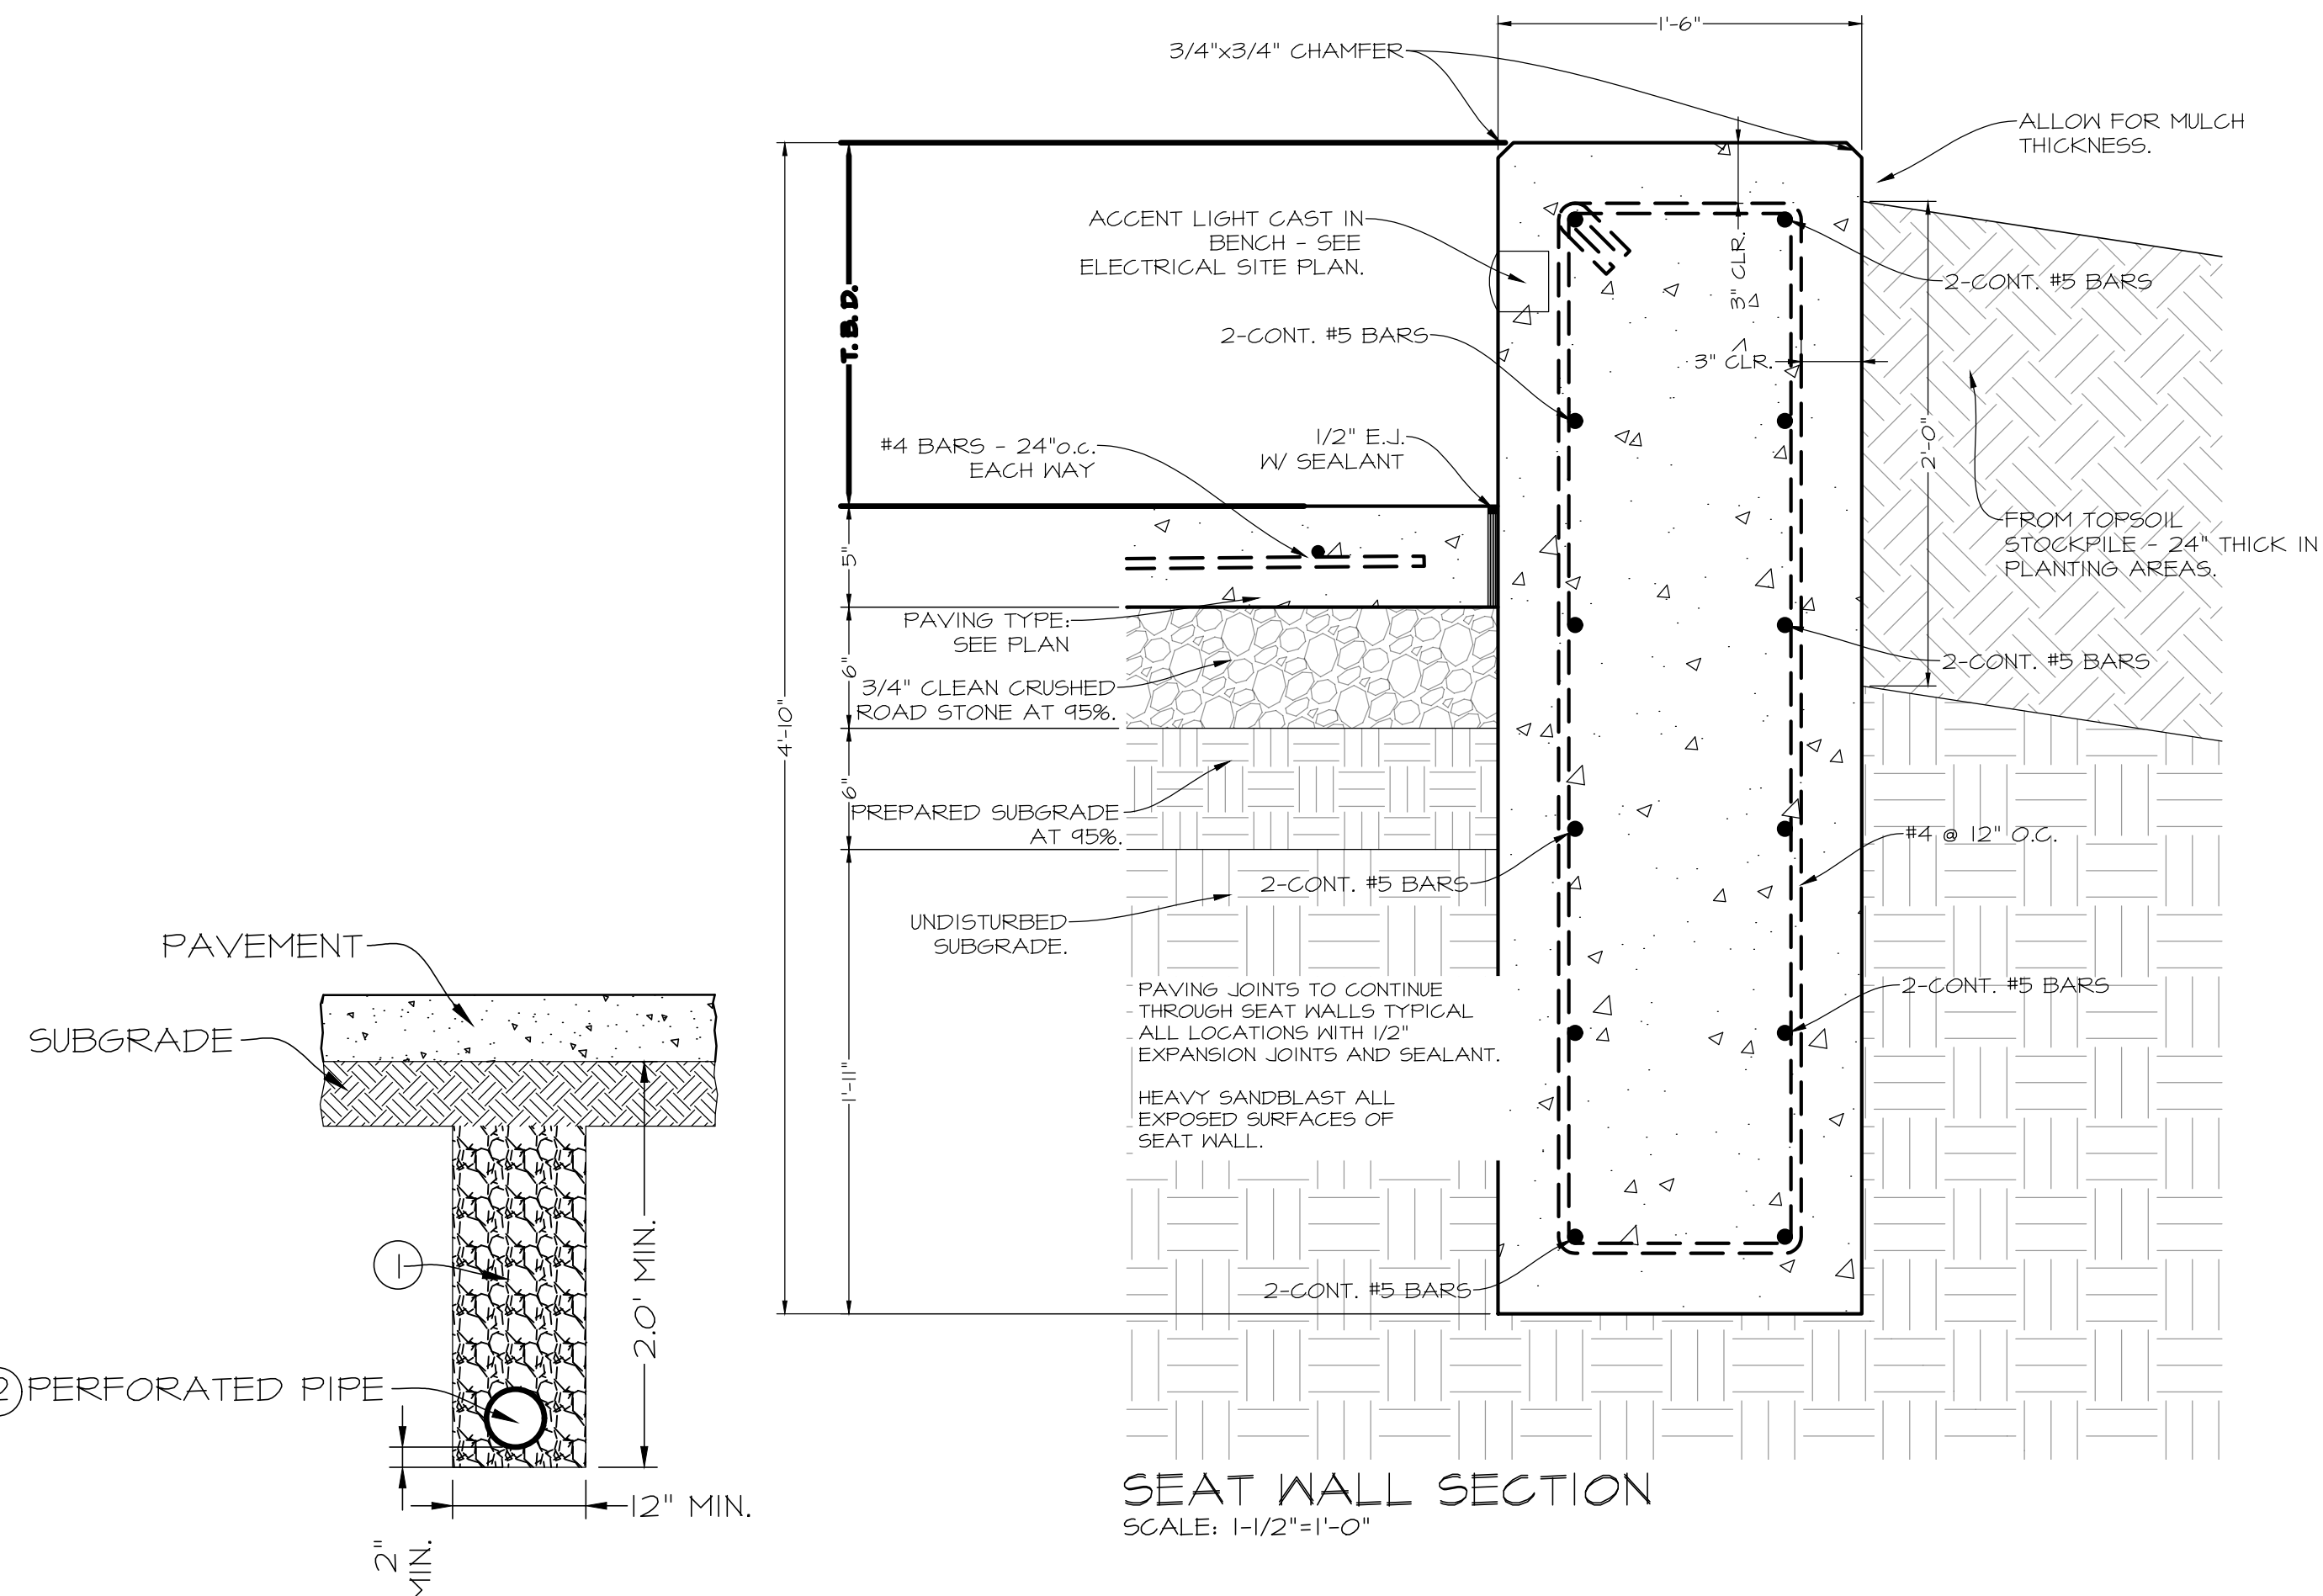 1'-6"
3/4"x3/4" CHAMFER
ALLOW FOR MULCH
THICKNESS.
ACCENT LIGHT CAST IN
BENCH - SEE
ELECTRICAL SITE PLAN.
3" CLR.
2-CONT. #5 BARS
T.B.D.
2-CONT. #5 BARS
3" CLR.
2'-0"
#4 BARS - 24"o.c.
EACH WAY
1/2" E.J.
W/ SEALANT
FROM TOPSOIL
STOCKPILE - 24" THICK IN
PLANTING AREAS.
5"
PAVING TYPE:
SEE PLAN
6"
3/4" CLEAN CRUSHED
ROAD STONE AT 95%.
2-CONT. #5 BARS
4'-10"
6"
PREPARED SUBGRADE
AT 95%.
#4 @ 12" O.C.
2-CONT. #5 BARS
UNDISTURBED
SUBGRADE.
2-CONT. #5 BARS
1'-11"
PAVING JOINTS TO CONTINUE
THROUGH SEAT WALLS TYPICAL
ALL LOCATIONS WITH 1/2"
EXPANSION JOINTS AND SEALANT.
HEAVY SANDBLAST ALL
EXPOSED SURFACES OF
SEAT WALL.
2-CONT. #5 BARS
SEAT WALL SECTION
SCALE: 1-1/2"=1'-0"
PAVEMENT
SUBGRADE
1
2.0' MIN.
2 PERFORATED PIPE
12" MIN.
2"
MIN.